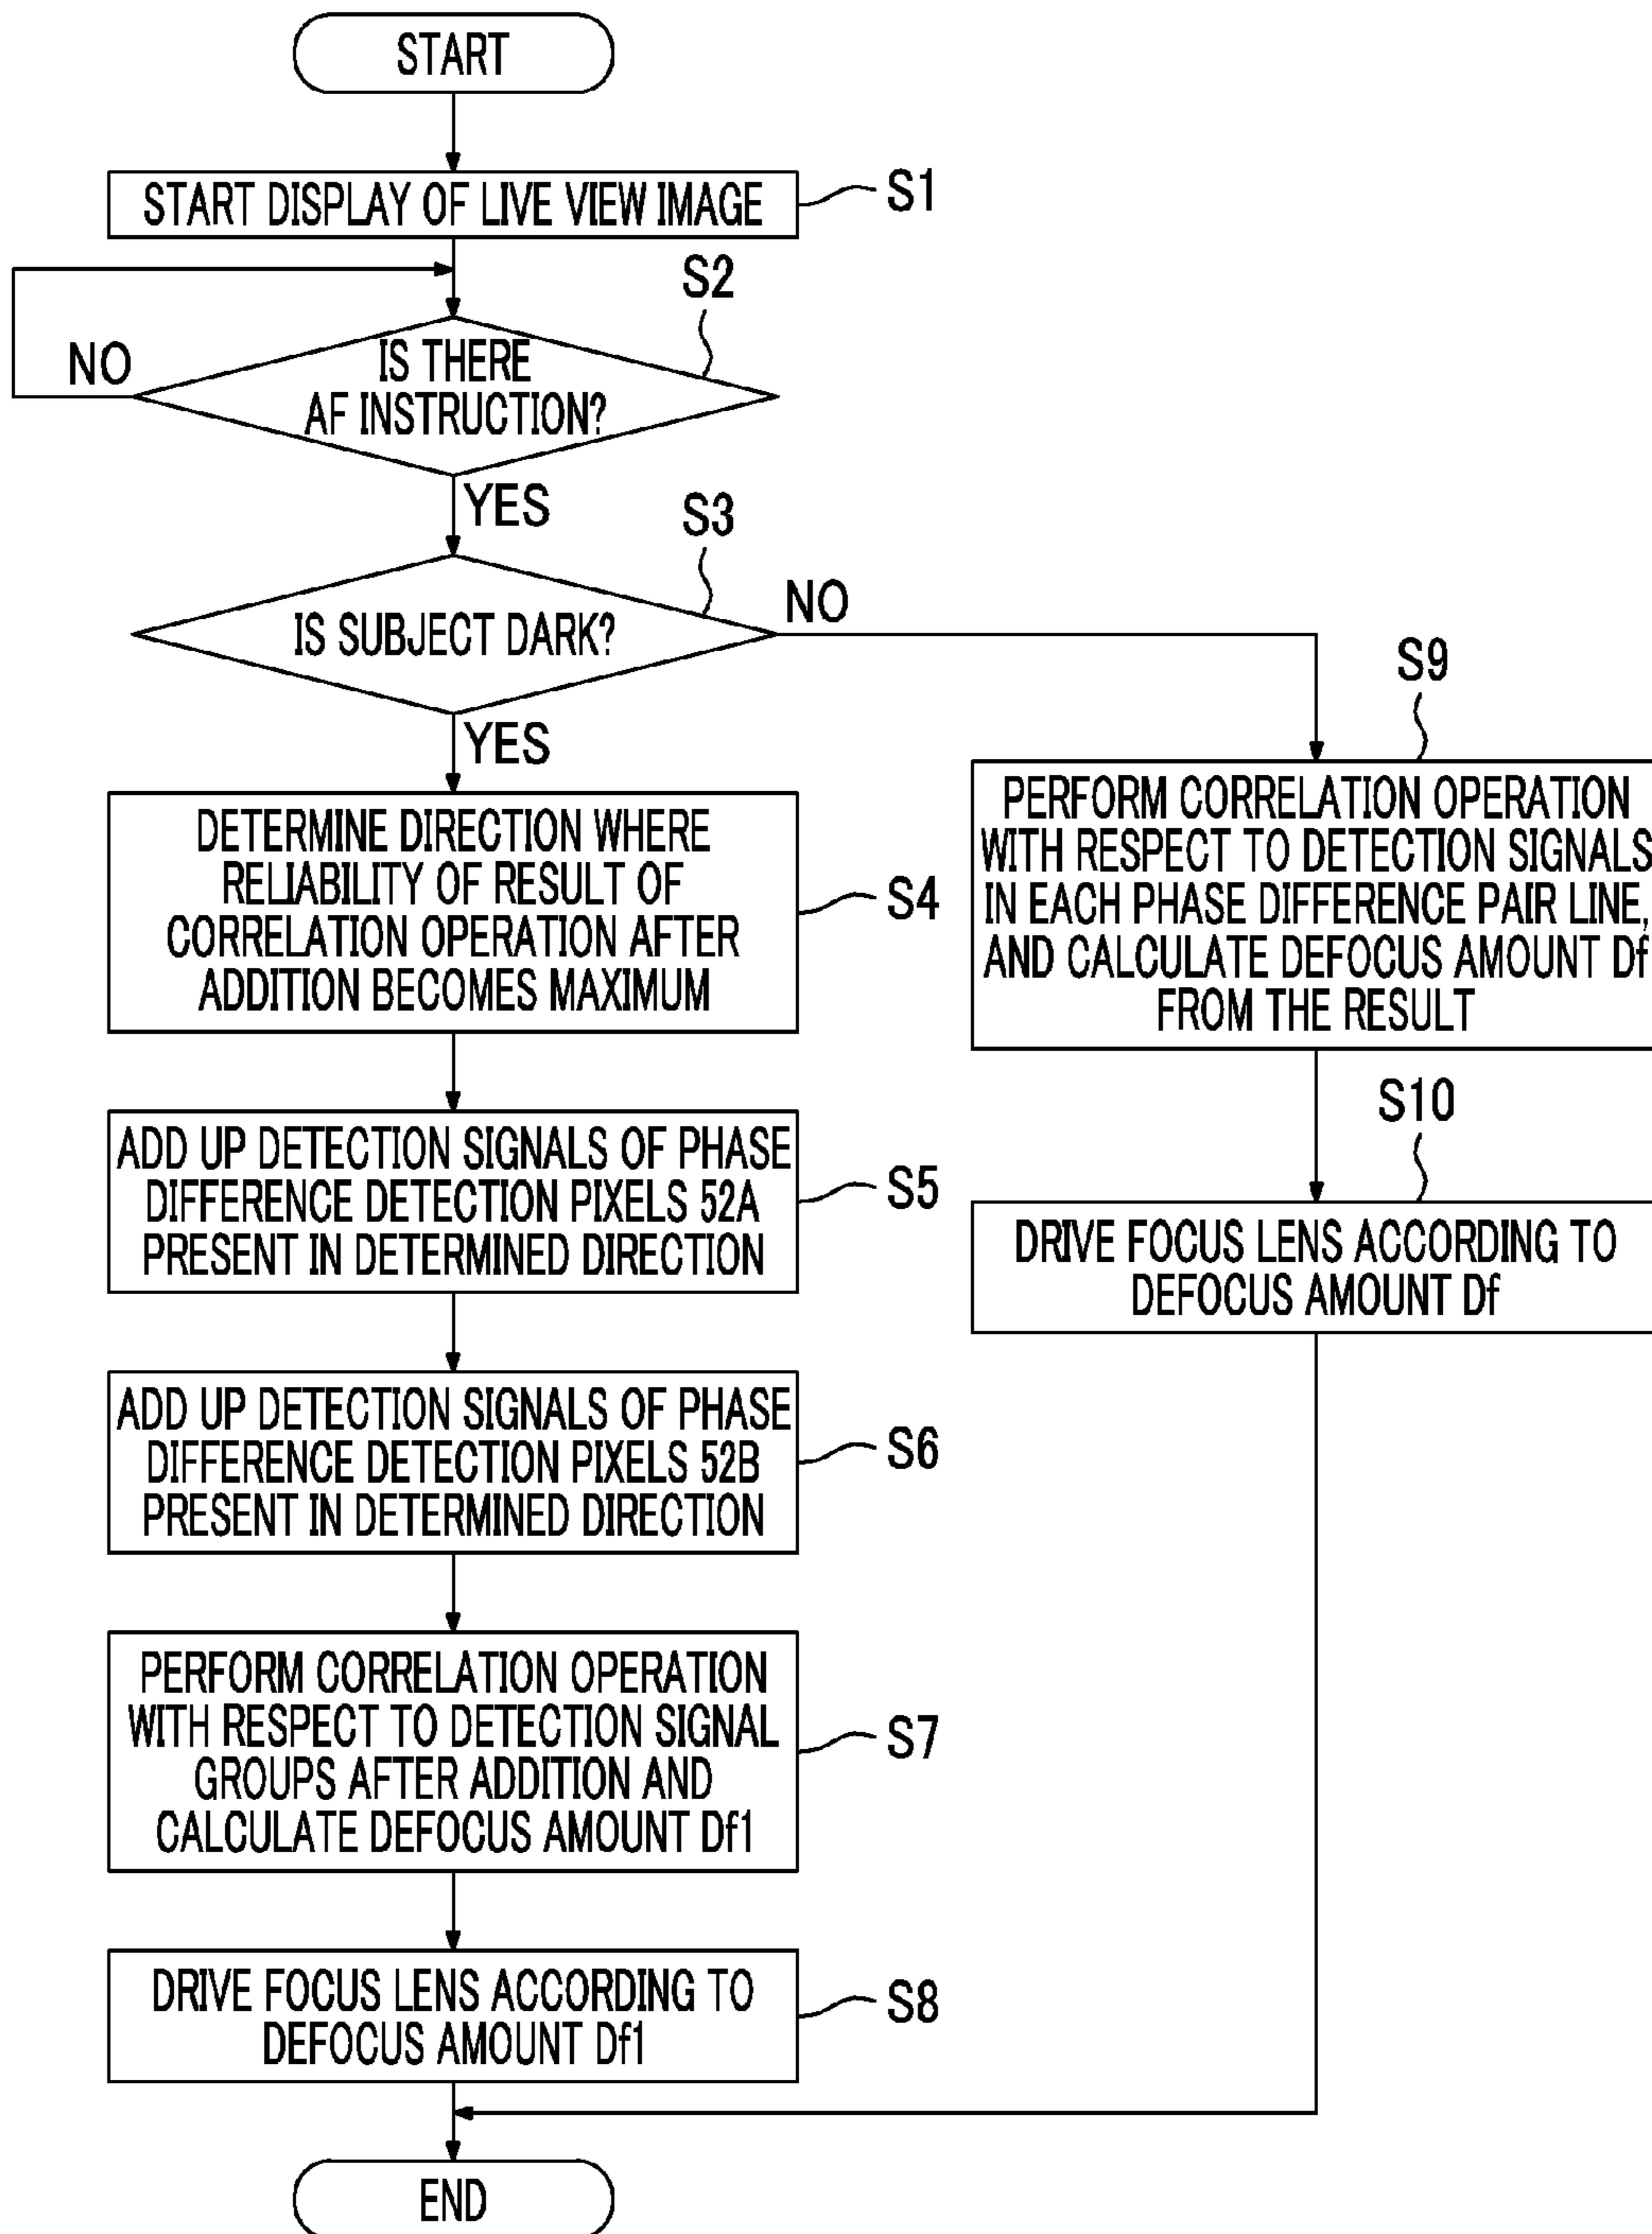 START
START DISPLAY OF LIVE VIEW IMAGE
S1
S2
IS THERE
AF INSTRUCTION?
NO
YES
S3
IS SUBJECT DARK?
NO
YES
DETERMINE DIRECTION WHERE
RELIABILITY OF RESULT OF
CORRELATION OPERATION AFTER
ADDITION BECOMES MAXIMUM
S4
ADD UP DETECTION SIGNALS OF PHASE
DIFFERENCE DETECTION PIXELS 52A
PRESENT IN DETERMINED DIRECTION
S5
ADD UP DETECTION SIGNALS OF PHASE
DIFFERENCE DETECTION PIXELS 52B
PRESENT IN DETERMINED DIRECTION
S6
PERFORM CORRELATION OPERATION
WITH RESPECT TO DETECTION SIGNAL
GROUPS AFTER ADDITION AND
CALCULATE DEFOCUS AMOUNT Df1
S7
DRIVE FOCUS LENS ACCORDING TO
DEFOCUS AMOUNT Df1
S8
S9
PERFORM CORRELATION OPERATION
WITH RESPECT TO DETECTION SIGNALS
IN EACH PHASE DIFFERENCE PAIR LINE,
AND CALCULATE DEFOCUS AMOUNT Df
FROM THE RESULT
S10
DRIVE FOCUS LENS ACCORDING TO
DEFOCUS AMOUNT Df
END